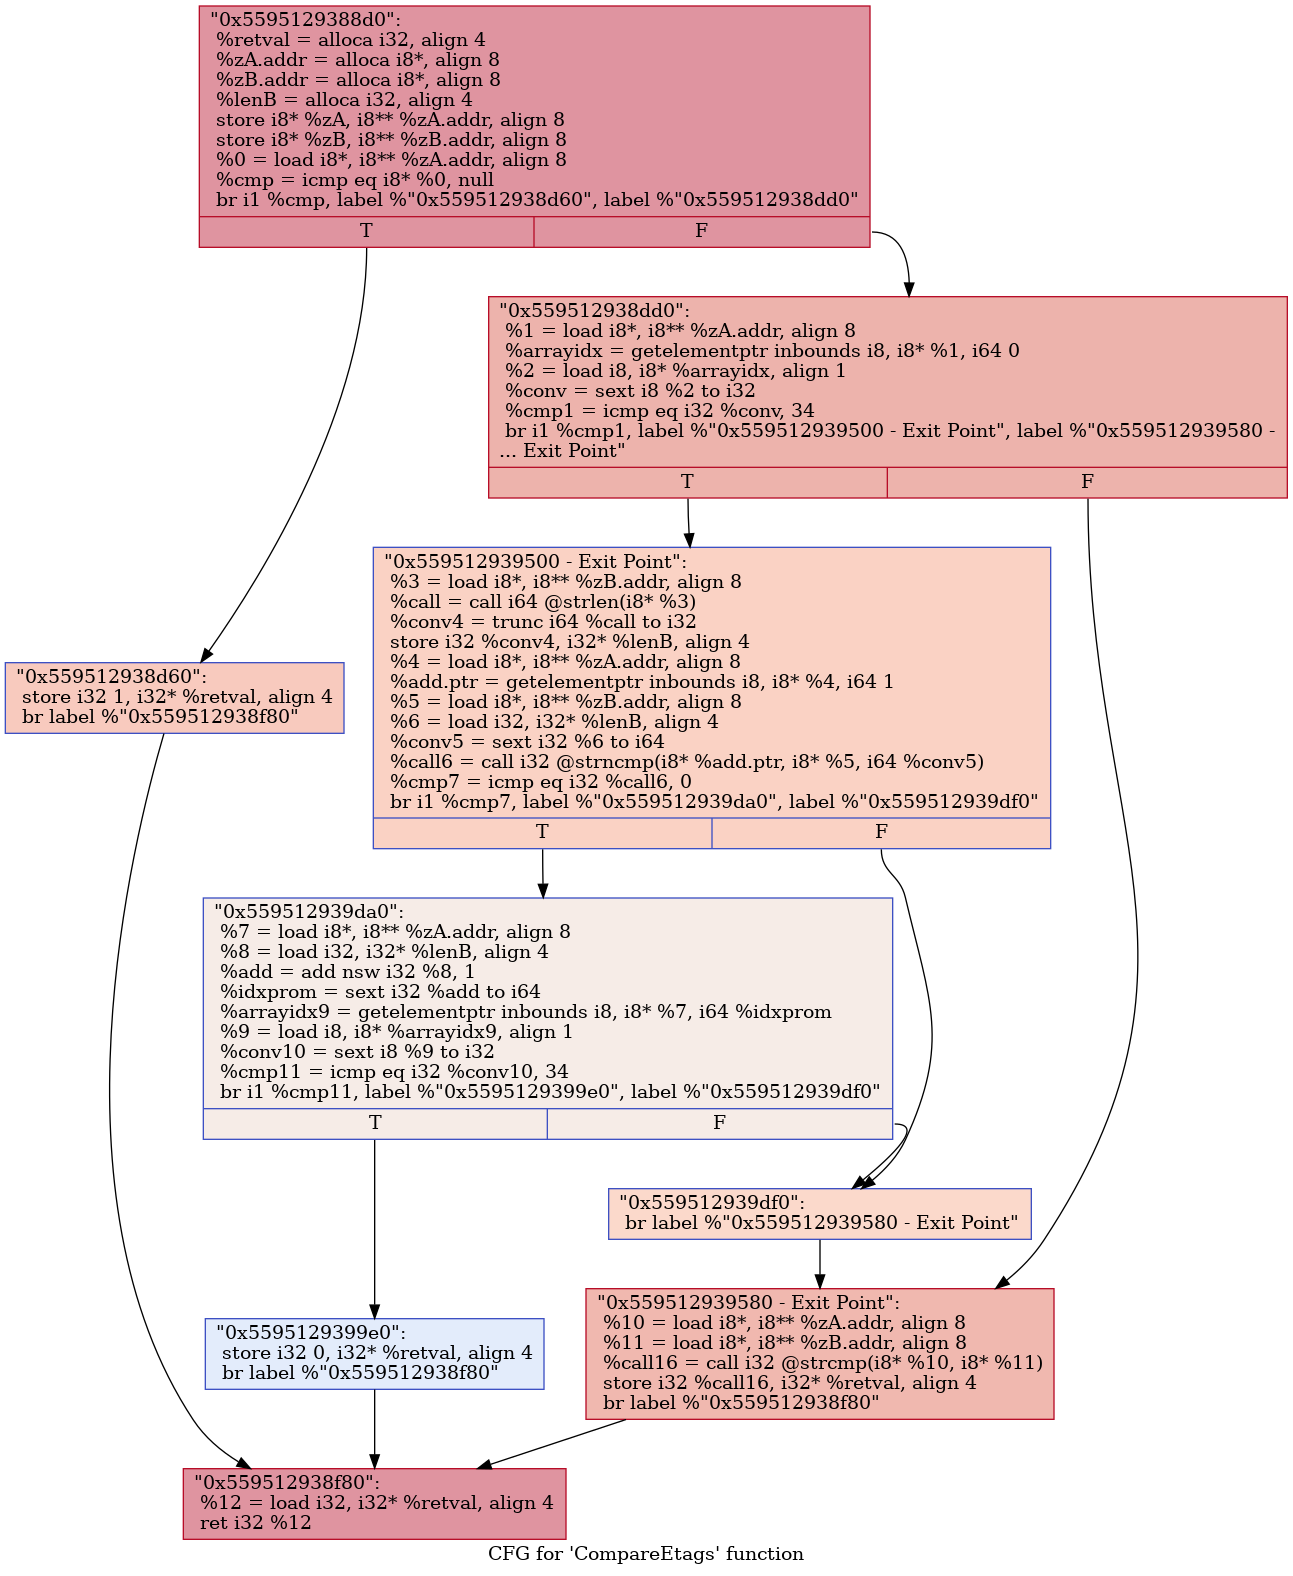 "0x5595129388d0":
%retval = alloca i32, align 4
%zA.addr = alloca i8*, align 8
%zB.addr = alloca i8*, align 8
%lenB = alloca i32, align 4
store i8* %zA, i8** %zA.addr, align 8
store i8* %zB, i8** %zB.addr, align 8
%0 = load i8*, i8** %zA.addr, align 8
%cmp = icmp eq i8* %0, null
br i1 %cmp, label %"0x559512938d60", label %"0x559512938dd0"
T F
"0x559512938dd0":
%1 = load i8*, i8** %zA.addr, align 8
%arrayidx = getelementptr inbounds i8, i8* %1, i64 0
%2 = load i8, i8* %arrayidx, align 1
%conv = sext i8 %2 to i32
%cmp1 = icmp eq i32 %conv, 34
br i1 %cmp1, label %"0x559512939500 - Exit Point", label %"0x559512939580 -
... Exit Point"
T F
"0x559512939500 - Exit Point":
%3 = load i8*, i8** %zB.addr, align 8
%call = call i64 @strlen(i8* %3)
%conv4 = trunc i64 %call to i32
store i32 %conv4, i32* %lenB, align 4
%4 = load i8*, i8** %zA.addr, align 8
%add.ptr = getelementptr inbounds i8, i8* %4, i64 1
%5 = load i8*, i8** %zB.addr, align 8
%6 = load i32, i32* %lenB, align 4
%conv5 = sext i32 %6 to i64
%call6 = call i32 @strncmp(i8* %add.ptr, i8* %5, i64 %conv5)
%cmp7 = icmp eq i32 %call6, 0
br i1 %cmp7, label %"0x559512939da0", label %"0x559512939df0"
T F
"0x559512938d60":
store i32 1, i32* %retval, align 4
br label %"0x559512938f80"
"0x559512939da0":
%7 = load i8*, i8** %zA.addr, align 8
%8 = load i32, i32* %lenB, align 4
%add = add nsw i32 %8, 1
%idxprom = sext i32 %add to i64
%arrayidx9 = getelementptr inbounds i8, i8* %7, i64 %idxprom
%9 = load i8, i8* %arrayidx9, align 1
%conv10 = sext i8 %9 to i32
%cmp11 = icmp eq i32 %conv10, 34
br i1 %cmp11, label %"0x5595129399e0", label %"0x559512939df0"
T F
"0x559512939df0":
br label %"0x559512939580 - Exit Point"
"0x559512939580 - Exit Point":
%10 = load i8*, i8** %zA.addr, align 8
%11 = load i8*, i8** %zB.addr, align 8
%call16 = call i32 @strcmp(i8* %10, i8* %11)
store i32 %call16, i32* %retval, align 4
br label %"0x559512938f80"
"0x5595129399e0":
store i32 0, i32* %retval, align 4
br label %"0x559512938f80"
"0x559512938f80":
%12 = load i32, i32* %retval, align 4
ret i32 %12
CFG for 'CompareEtags' function